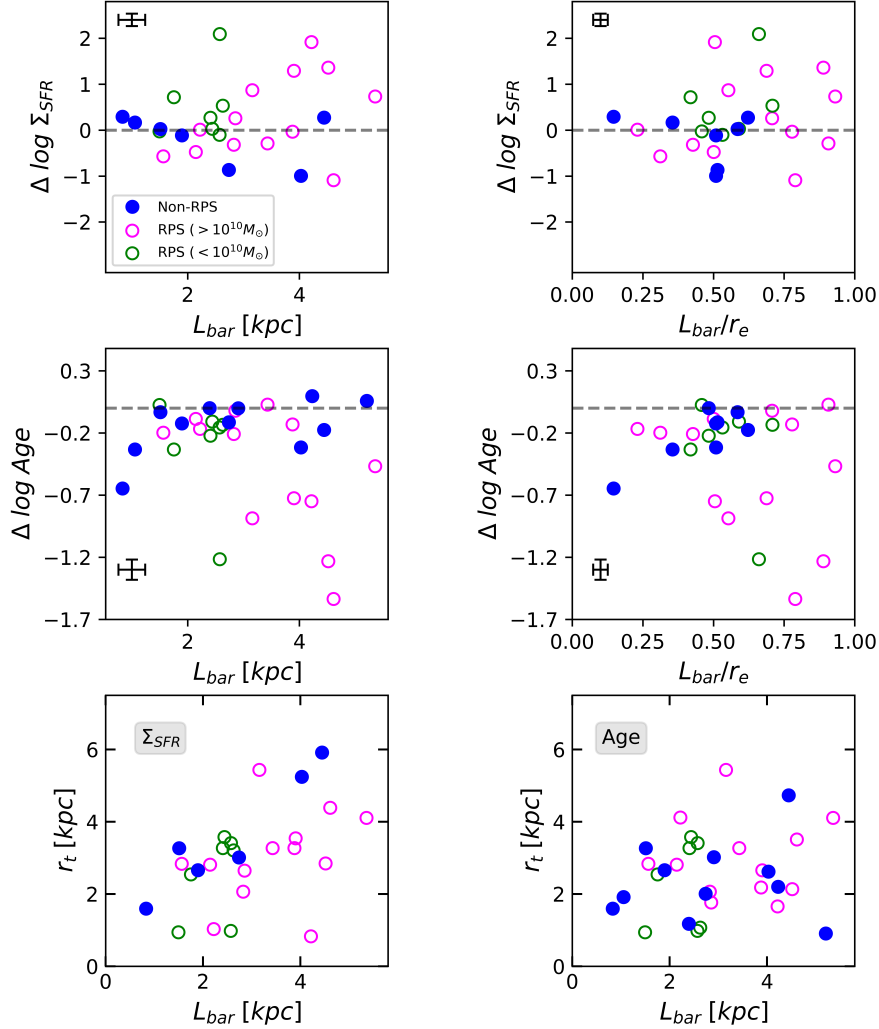 Δ log Σ_SFR
2
1
0
−1
−2
Non-RPS
RPS (> 10^10 M_⊙)
RPS (< 10^10 M_⊙)
2 4
L_bar [kpc]
Δ log Σ_SFR
2
1
0
−1
−2
0.00 0.25 0.50 0.75 1.00
L_bar/r_e
Δ log Age
0.3
−0.2
−0.7
−1.2
−1.7
2 4
L_bar [kpc]
Δ log Age
0.3
−0.2
−0.7
−1.2
−1.7
0.00 0.25 0.50 0.75 1.00
L_bar/r_e
Σ_SFR
r_t [kpc]
6
4
2
0
0 2 4
L_bar [kpc]
Age
r_t [kpc]
6
4
2
0
0 2 4
L_bar [kpc]